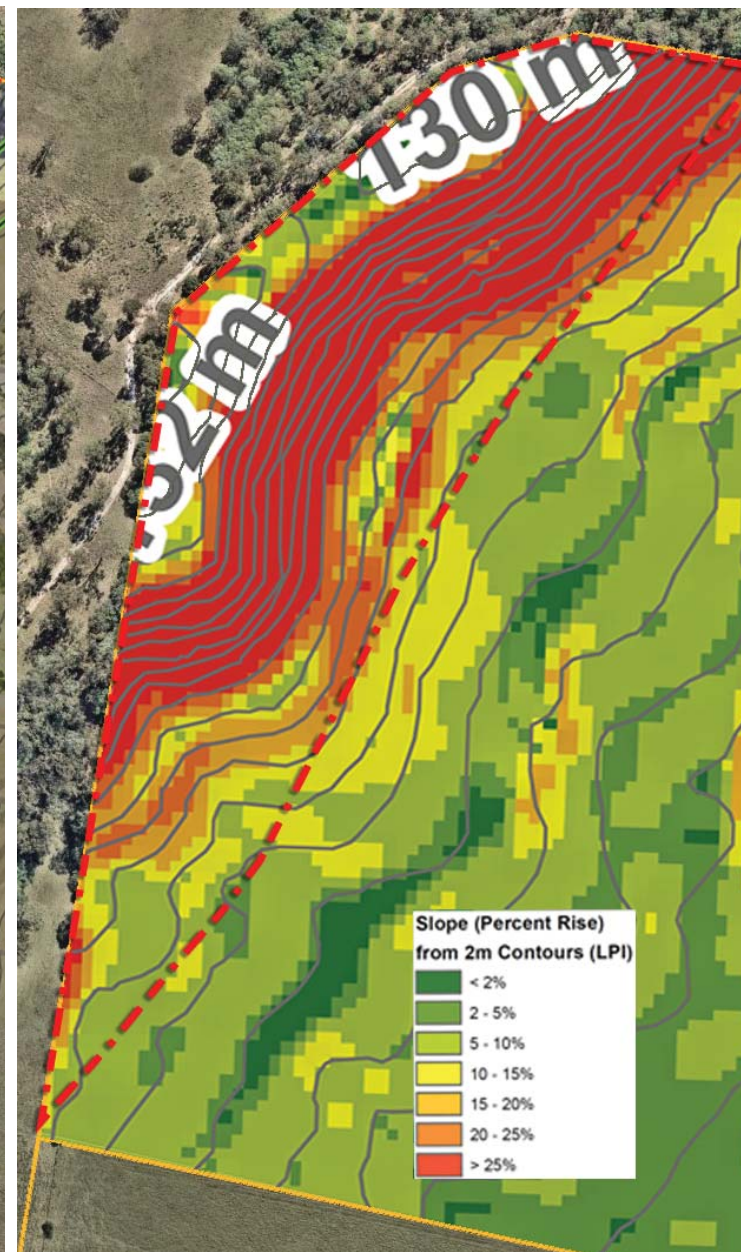 130 m
32 m
Slope (Percent Rise)
from 2m Contours (LPI)
< 2%
2 - 5%
5 - 10%
10 - 15%
15 - 20%
20 - 25%
> 25%